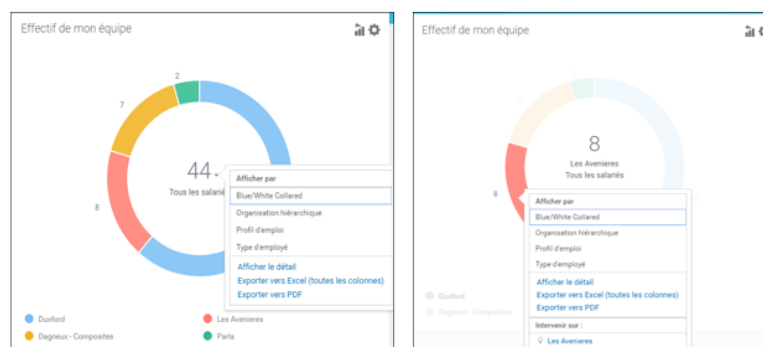 Effectif de mon équipe
2
7
8
44
Tous les salarié
Afficher par
Blue/White Collared
Organisation hiérarchique
Profil d'emploi
Type d'employé
Afficher le détail
Exporter vers Excel (toutes les colonnes)
Exporter vers PDF
Duxford
Les Avenieres
Dagneux - Composites
Parla
Effectif de mon équipe
8
Les Avenieres
Tous les salariés
8
Afficher par
Blue/White Collared
Organisation hiérarchique
Profil d'emploi
Type d'employé
Afficher le détail
Exporter vers Excel (toutes les colonnes)
Exporter vers PDF
Intervenir sur :
Les Avenieres
Duxford
Dagneux - Composites